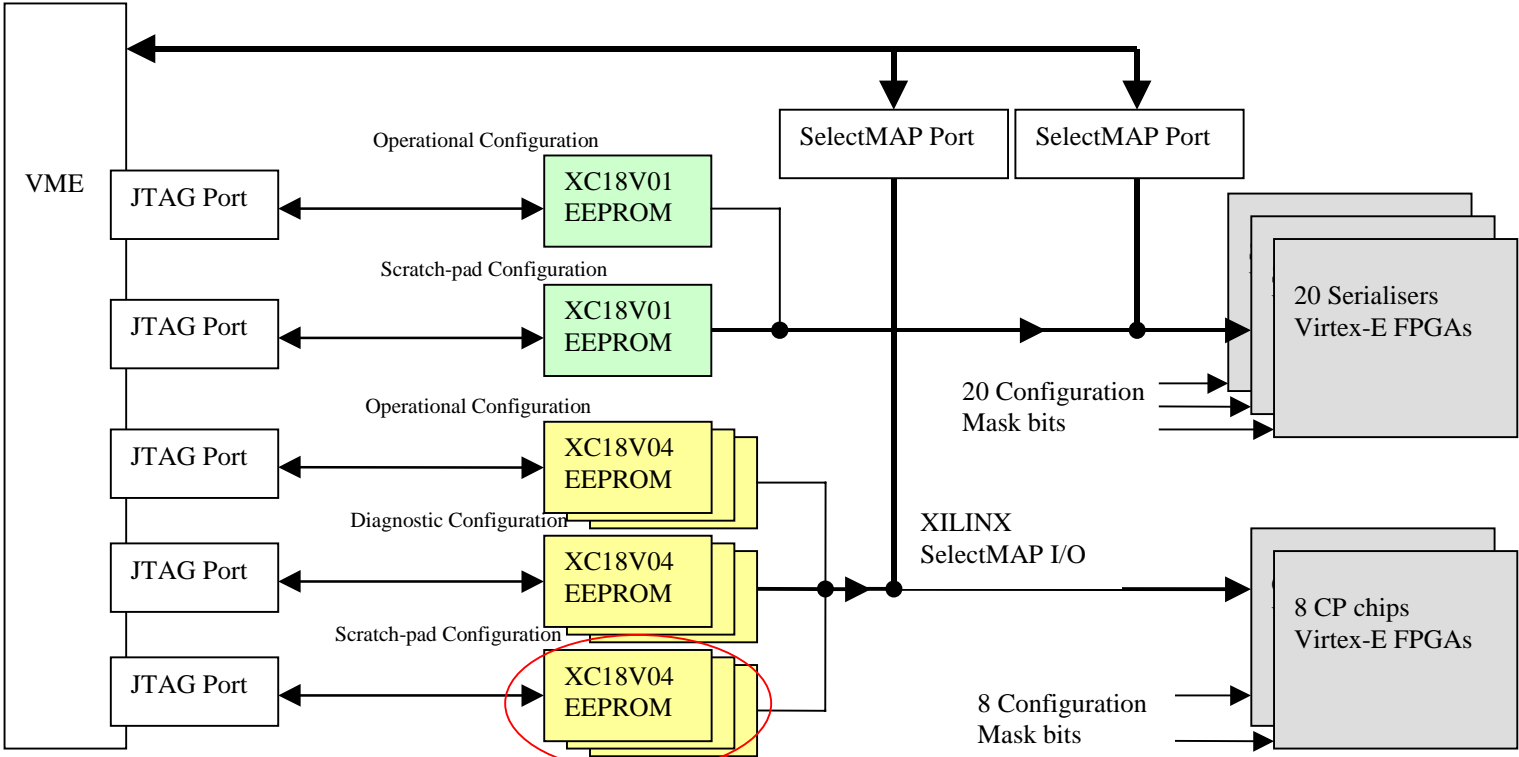 SelectMAP Port
SelectMAP Port
Operational Configuration
VME
JTAG Port
XC18V01
EEPROM
Scratch-pad Configuration
JTAG Port
XC18V01
EEPROM
20 Serialisers
Virtex-E FPGAs
20 Configuration
Mask bits
Operational Configuration
JTAG Port
XC18V04
EEPROM
Diagnostic Configuration
JTAG Port
XC18V04
EEPROM
XILINX
SelectMAP I/O
Scratch-pad Configuration
JTAG Port
XC18V04
EEPROM
8 CP chips
Virtex-E FPGAs
8 Configuration
Mask bits